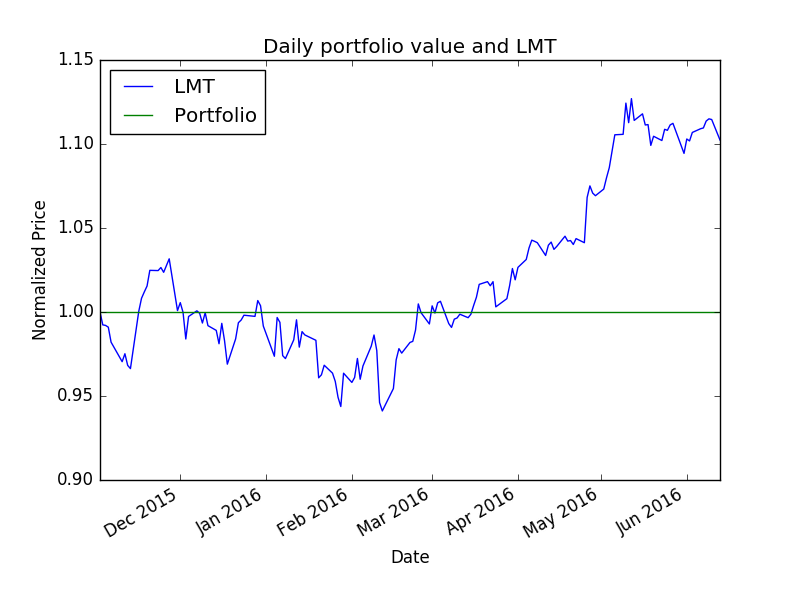 Daily portfolio value and LMT
LMT
Portfolio
1.15
1.10
1.05
1.00
0.95
0.90
Normalized Price
Dec 2015
Jan 2016
Feb 2016
Mar 2016
Apr 2016
May 2016
Jun 2016
Date